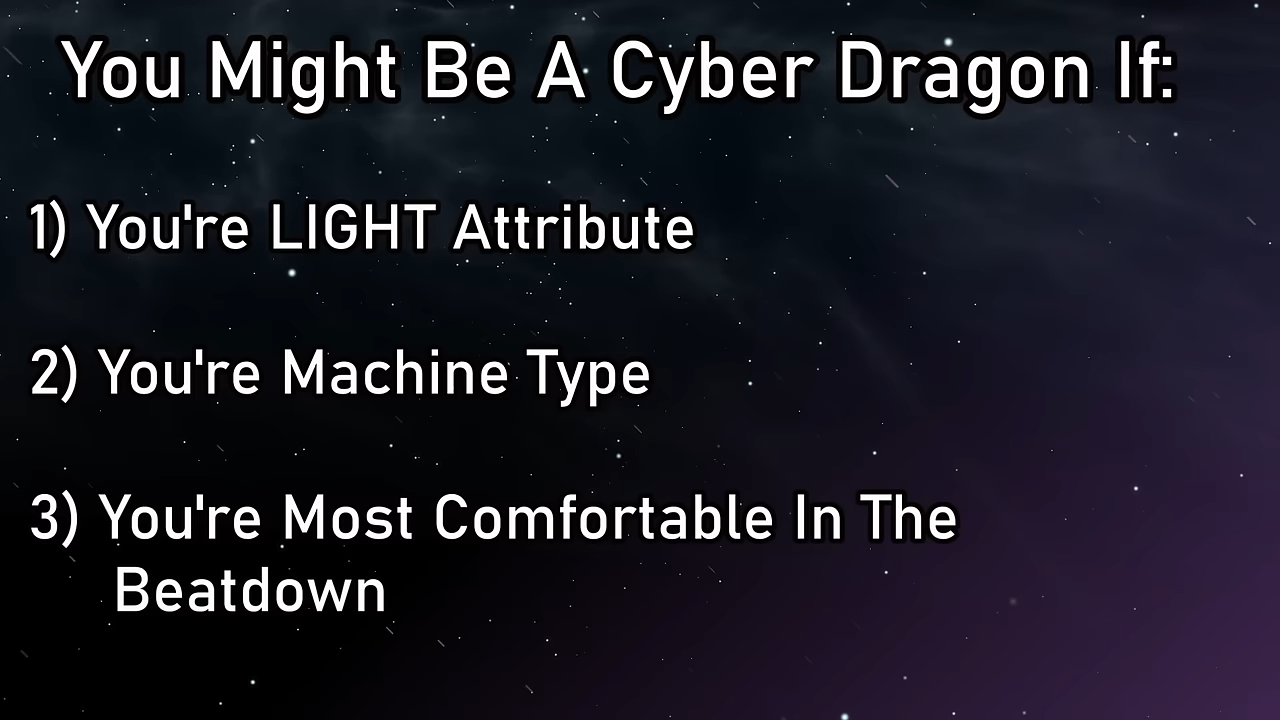 You Might Be A Cyber Dragon If:
1) You're LIGHT Attribute
2) You're Machine Type
3) You're Most Comfortable In The
Beatdown